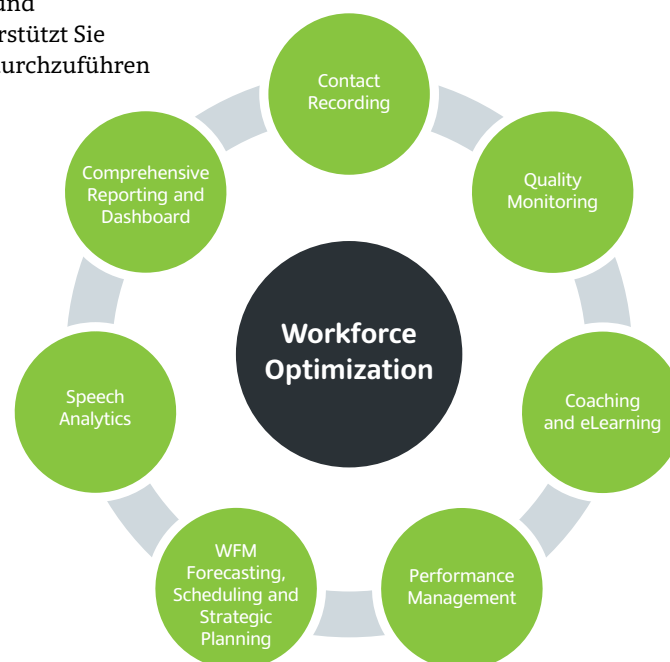 und
rstützt Sie
durchzuführen
Contact
Recording
Quality
Monitoring
Coaching
and eLearning
Performance
Management
WFM
Forecasting,
Scheduling and
Strategic
Planning
Speech
Analytics
Comprehensive
Reporting and
Dashboard
Workforce
Optimization